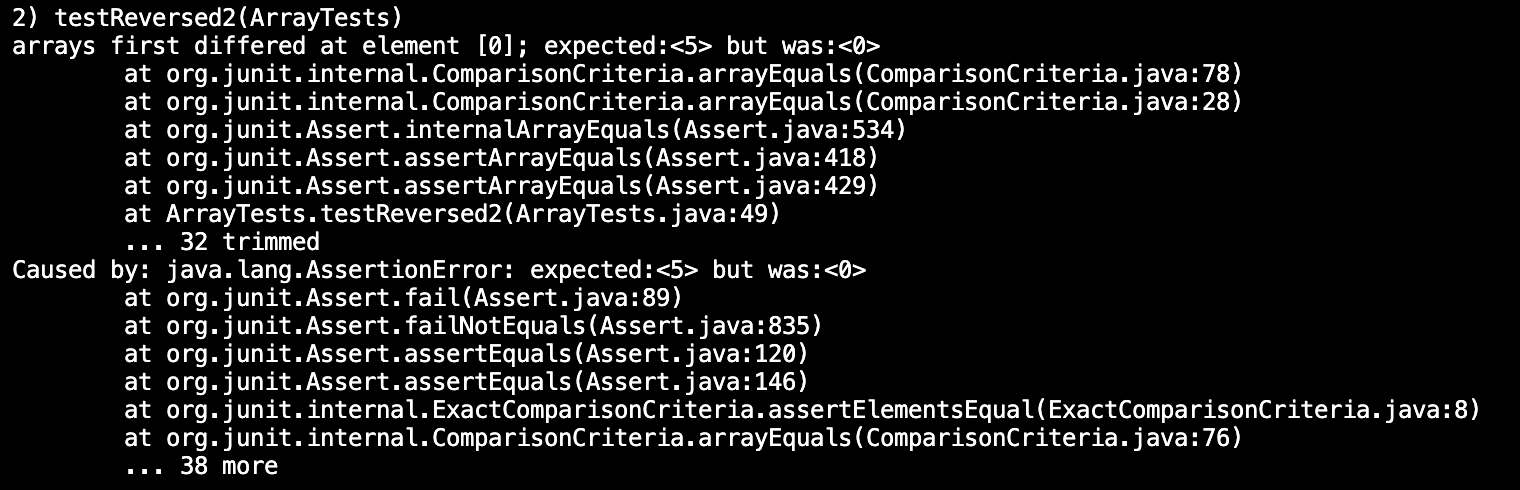 2) testReversed2(ArrayTests)
arrays first differed at element [0]; expected:<5> but was:<0>
        at org.junit.internal.ComparisonCriteria.arrayEquals(ComparisonCriteria.java:78)
        at org.junit.internal.ComparisonCriteria.arrayEquals(ComparisonCriteria.java:28)
        at org.junit.Assert.internalArrayEquals(Assert.java:534)
        at org.junit.Assert.assertArrayEquals(Assert.java:418)
        at org.junit.Assert.assertArrayEquals(Assert.java:429)
        at ArrayTests.testReversed2(ArrayTests.java:49)
        ... 32 trimmed
Caused by: java.lang.AssertionError: expected:<5> but was:<0>
        at org.junit.Assert.fail(Assert.java:89)
        at org.junit.Assert.failNotEquals(Assert.java:835)
        at org.junit.Assert.assertEquals(Assert.java:120)
        at org.junit.Assert.assertEquals(Assert.java:146)
        at org.junit.internal.ExactComparisonCriteria.assertElementsEqual(ExactComparisonCriteria.java:8)
        at org.junit.internal.ComparisonCriteria.arrayEquals(ComparisonCriteria.java:76)
        ... 38 more